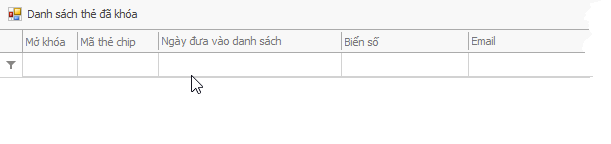 Danh sách thẻ đã khóa
Mở khóa Mã thẻ chip Ngày đưa vào danh sách Biển số Email